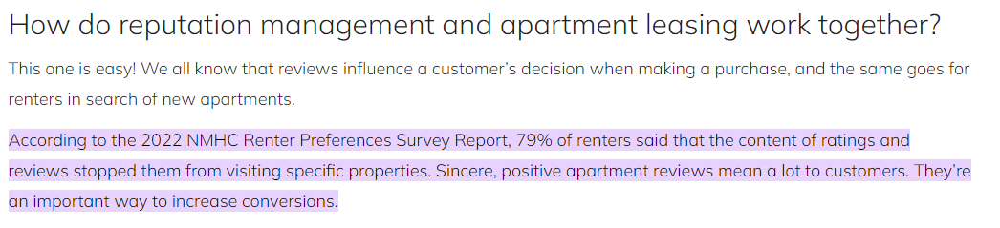 How do reputation management and apartment leasing work together?
This one is easy! We all know that reviews influence a customer's decision when making a purchase, and the same goes for
renters in search of new apartments.
According to the 2022 NMHC Renter Preferences Survey Report, 79% of renters said that the content of ratings and
reviews stopped them from visiting specific properties. Sincere, positive apartment reviews mean a lot to customers. They're
an important way to increase conversions.